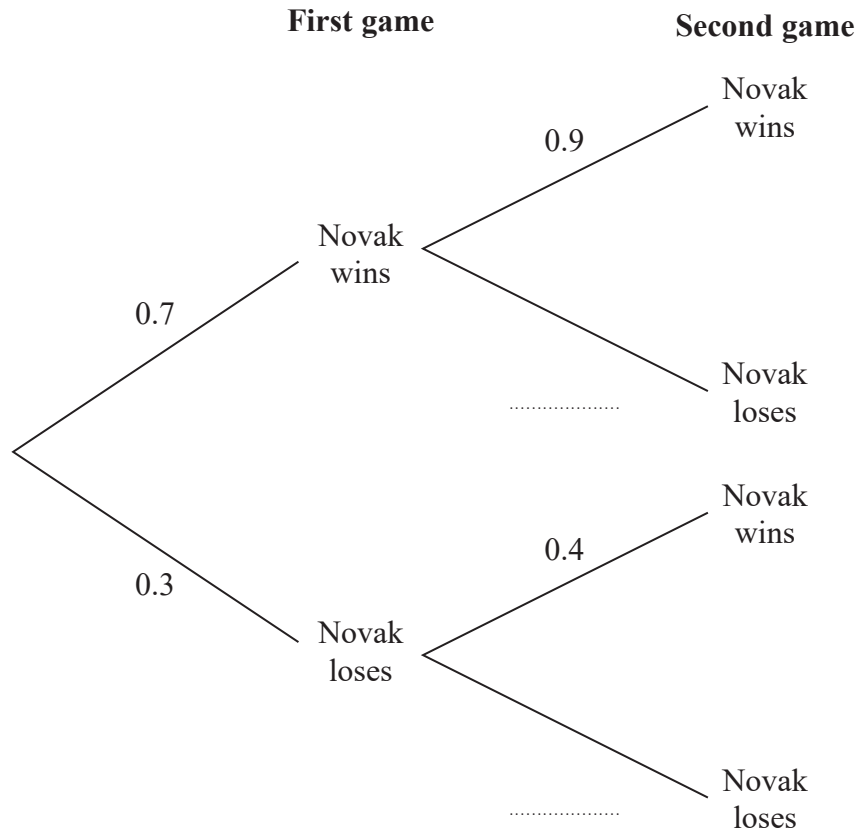 First game
Second game
Novak
wins
0.9
Novak
wins
0.7
Novak
loses
Novak
wins
0.4
0.3
Novak
loses
Novak
loses